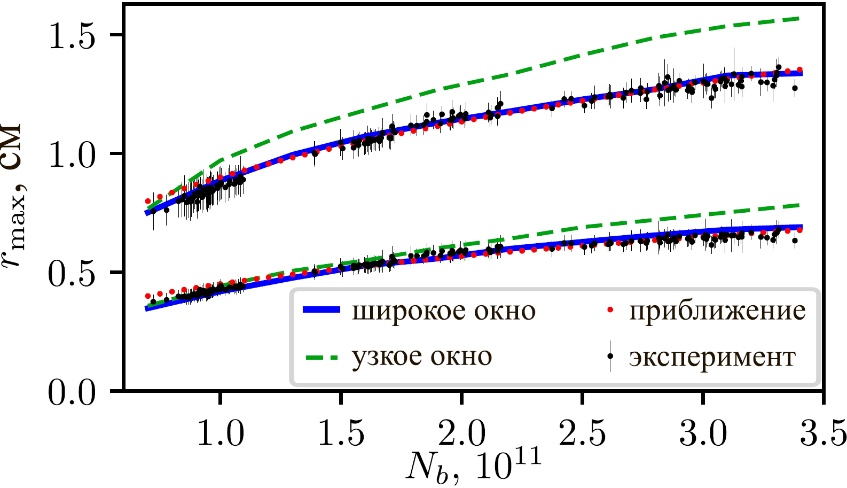 1.5
1.0
0.5
0.0
r_max, см
широкое окно
приближение
узкое окно
эксперимент
1.0 1.5 2.0 2.5 3.0 3.5
N_b, 10^11